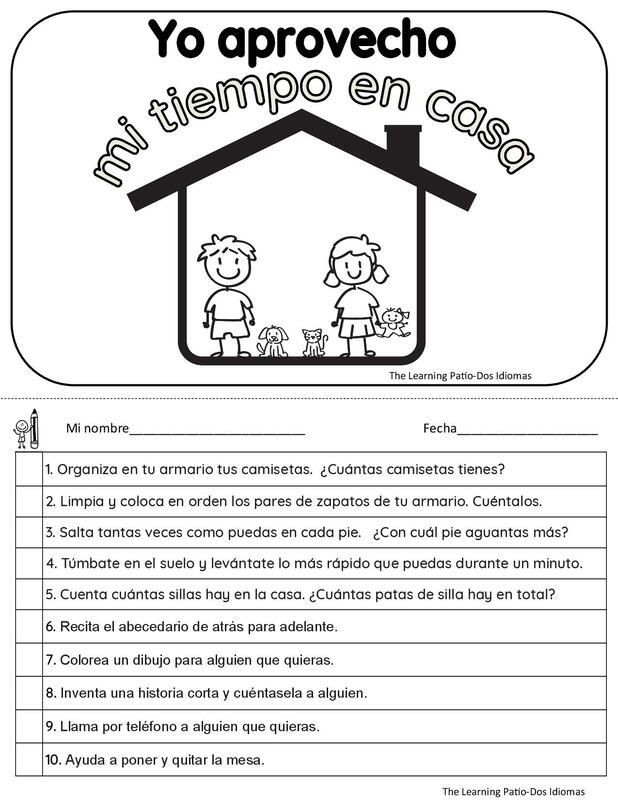 Yo aprovecho
mi tiempo en casa
The Learning Patio-Dos Idiomas
Mi nombre_________________________ Fecha____________________
1. Organiza en tu armario tus camisetas. ¿Cuántas camisetas tienes?
2. Limpia y coloca en orden los pares de zapatos de tu armario. Cuéntalos.
3. Salta tantas veces como puedas en cada pie. ¿Con cuál pie aguantas más?
4. Túmbate en el suelo y levántate lo más rápido que puedas durante un minuto.
5. Cuenta cuántas sillas hay en la casa. ¿Cuántas patas de silla hay en total?
6. Recita el abecedario de atrás para adelante.
7. Colorea un dibujo para alguien que quieras.
8. Inventa una historia corta y cuéntasela a alguien.
9. Llama por teléfono a alguien que quieras.
10. Ayuda a poner y quitar la mesa.
The Learning Patio-Dos Idiomas